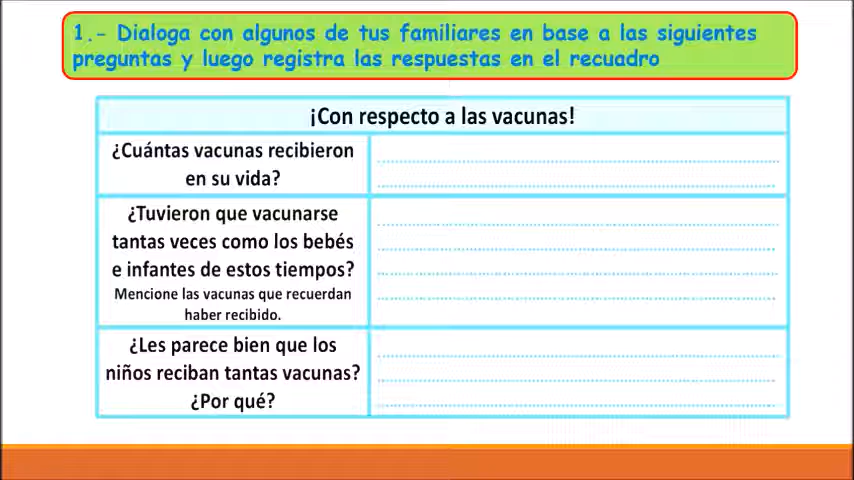 1.- Dialoga con algunos de tus familiares en base a las siguientes
preguntas y luego registra las respuestas en el recuadro
¡Con respecto a las vacunas!
¿Cuántas vacunas recibieron
en su vida?
¿Tuvieron que vacunarse
tantas veces como los bebés
e infantes de estos tiempos?
Mencione las vacunas que recuerdan
haber recibido.
¿Les parece bien que los
niños reciban tantas vacunas?
¿Por qué?